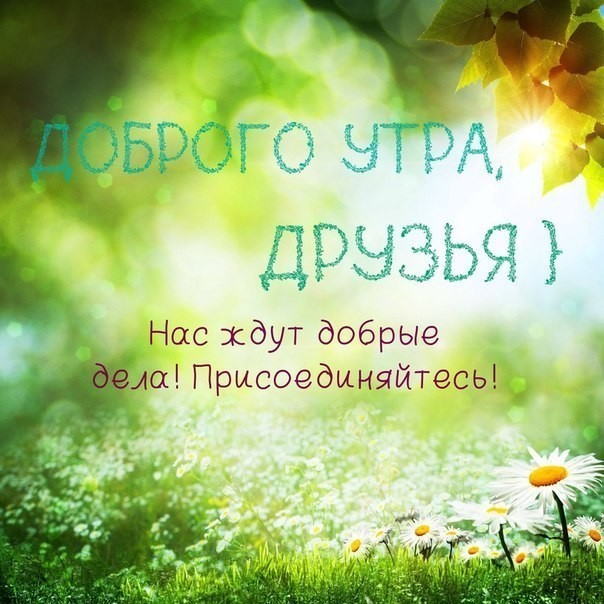 ДОБРОГО УТРА,
ДРУЗЬЯ }
Нас ждут добрые
дела! Присоединяйтесь!